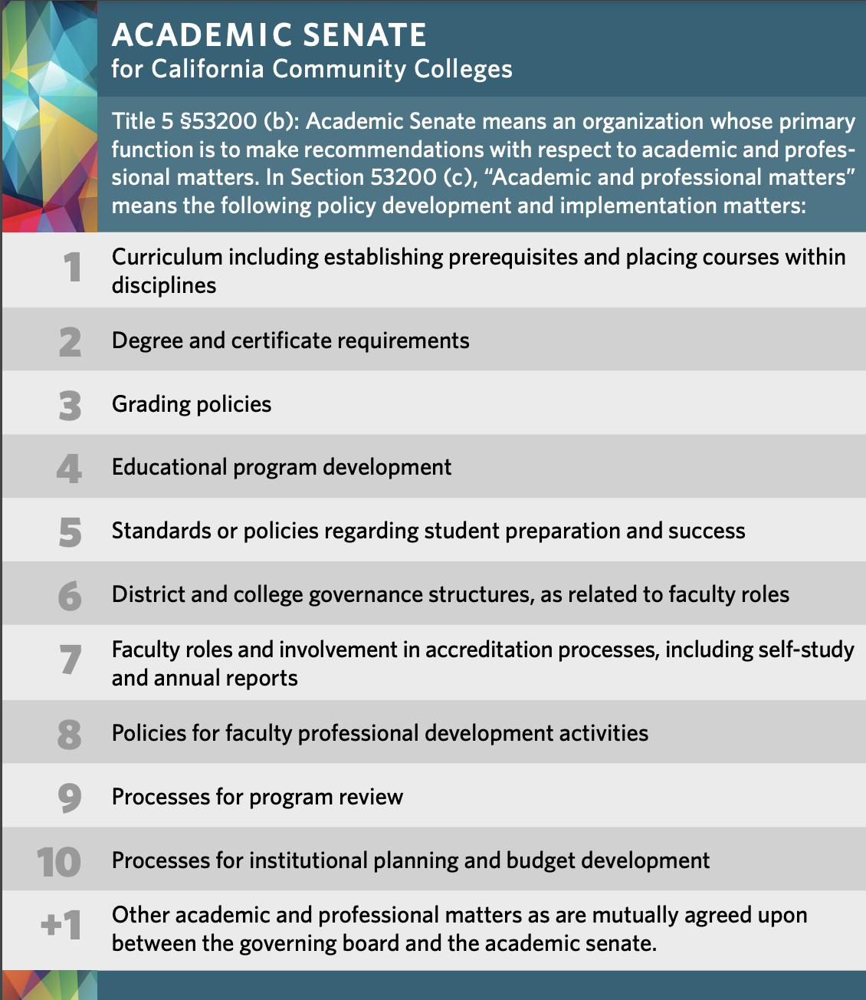 ACADEMIC SENATE
for California Community Colleges
Title 5 §53200 (b): Academic Senate means an organization whose primary
function is to make recommendations with respect to academic and profes-
sional matters. In Section 53200 (c), “Academic and professional matters”
means the following policy development and implementation matters:
1 Curriculum including establishing prerequisites and placing courses within
disciplines
2 Degree and certificate requirements
3 Grading policies
4 Educational program development
5 Standards or policies regarding student preparation and success
6 District and college governance structures, as related to faculty roles
7 Faculty roles and involvement in accreditation processes, including self-study
and annual reports
8 Policies for faculty professional development activities
9 Processes for program review
10 Processes for institutional planning and budget development
+1 Other academic and professional matters as are mutually agreed upon
between the governing board and the academic senate.